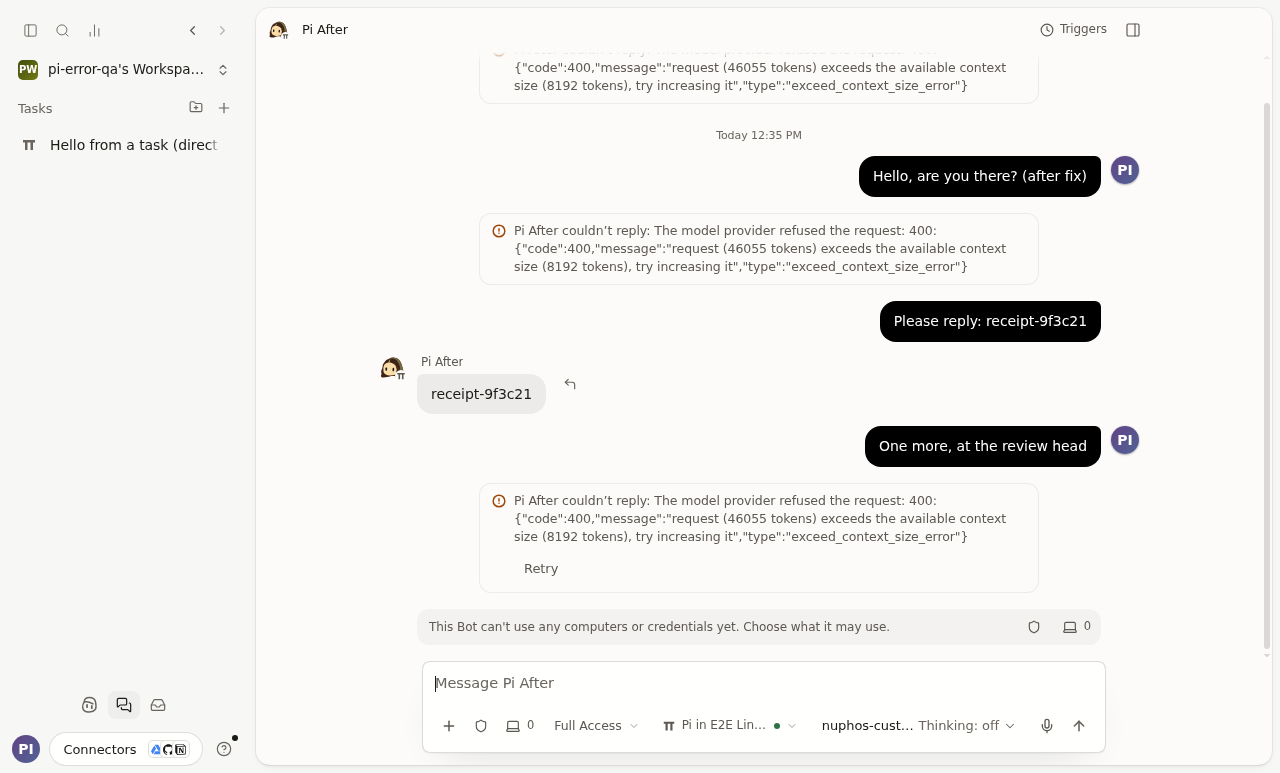 Pi After
Triggers
PW
pi-error-qa's Workspa...
Tasks
Hello from a task (direct
{"code":400,"message":"request (46055 tokens) exceeds the available context
size (8192 tokens), try increasing it","type":"exceed_context_size_error"}
Today 12:35 PM
Hello, are you there? (after fix)
PI
Pi After couldn’t reply: The model provider refused the request: 400:
{"code":400,"message":"request (46055 tokens) exceeds the available context
size (8192 tokens), try increasing it","type":"exceed_context_size_error"}
Please reply: receipt-9f3c21
Pi After
receipt-9f3c21
One more, at the review head
PI
Pi After couldn’t reply: The model provider refused the request: 400:
{"code":400,"message":"request (46055 tokens) exceeds the available context
size (8192 tokens), try increasing it","type":"exceed_context_size_error"}
Retry
This Bot can't use any computers or credentials yet. Choose what it may use.
0
Message Pi After
0
Full Access
Pi in E2E Lin...
nuphos-cust... Thinking: off
PI
Connectors